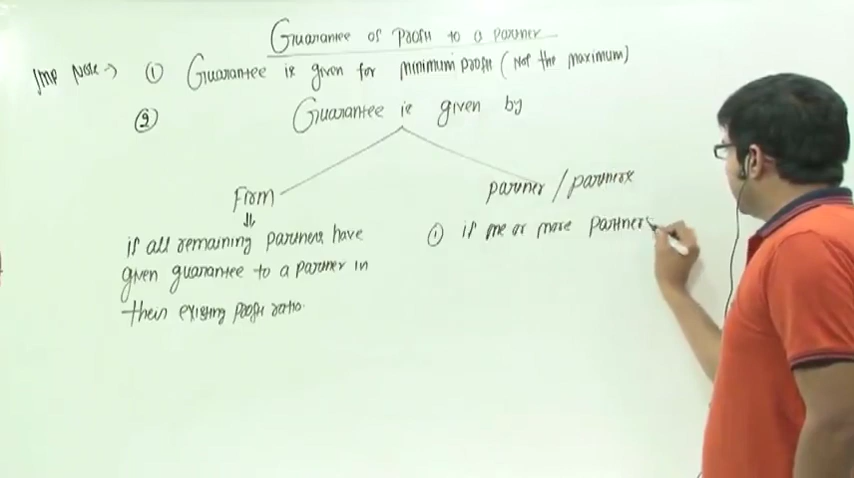 Guarantee of Profit to a partner
Imp Note → ① Guarantee is given for minimum profit (Not the maximum)
② Guarantee is given by
Firm
partner / partners
⇓
if all remaining partners have
given guarantee to a partner in
their existing profit ratio.
① if one or more partners